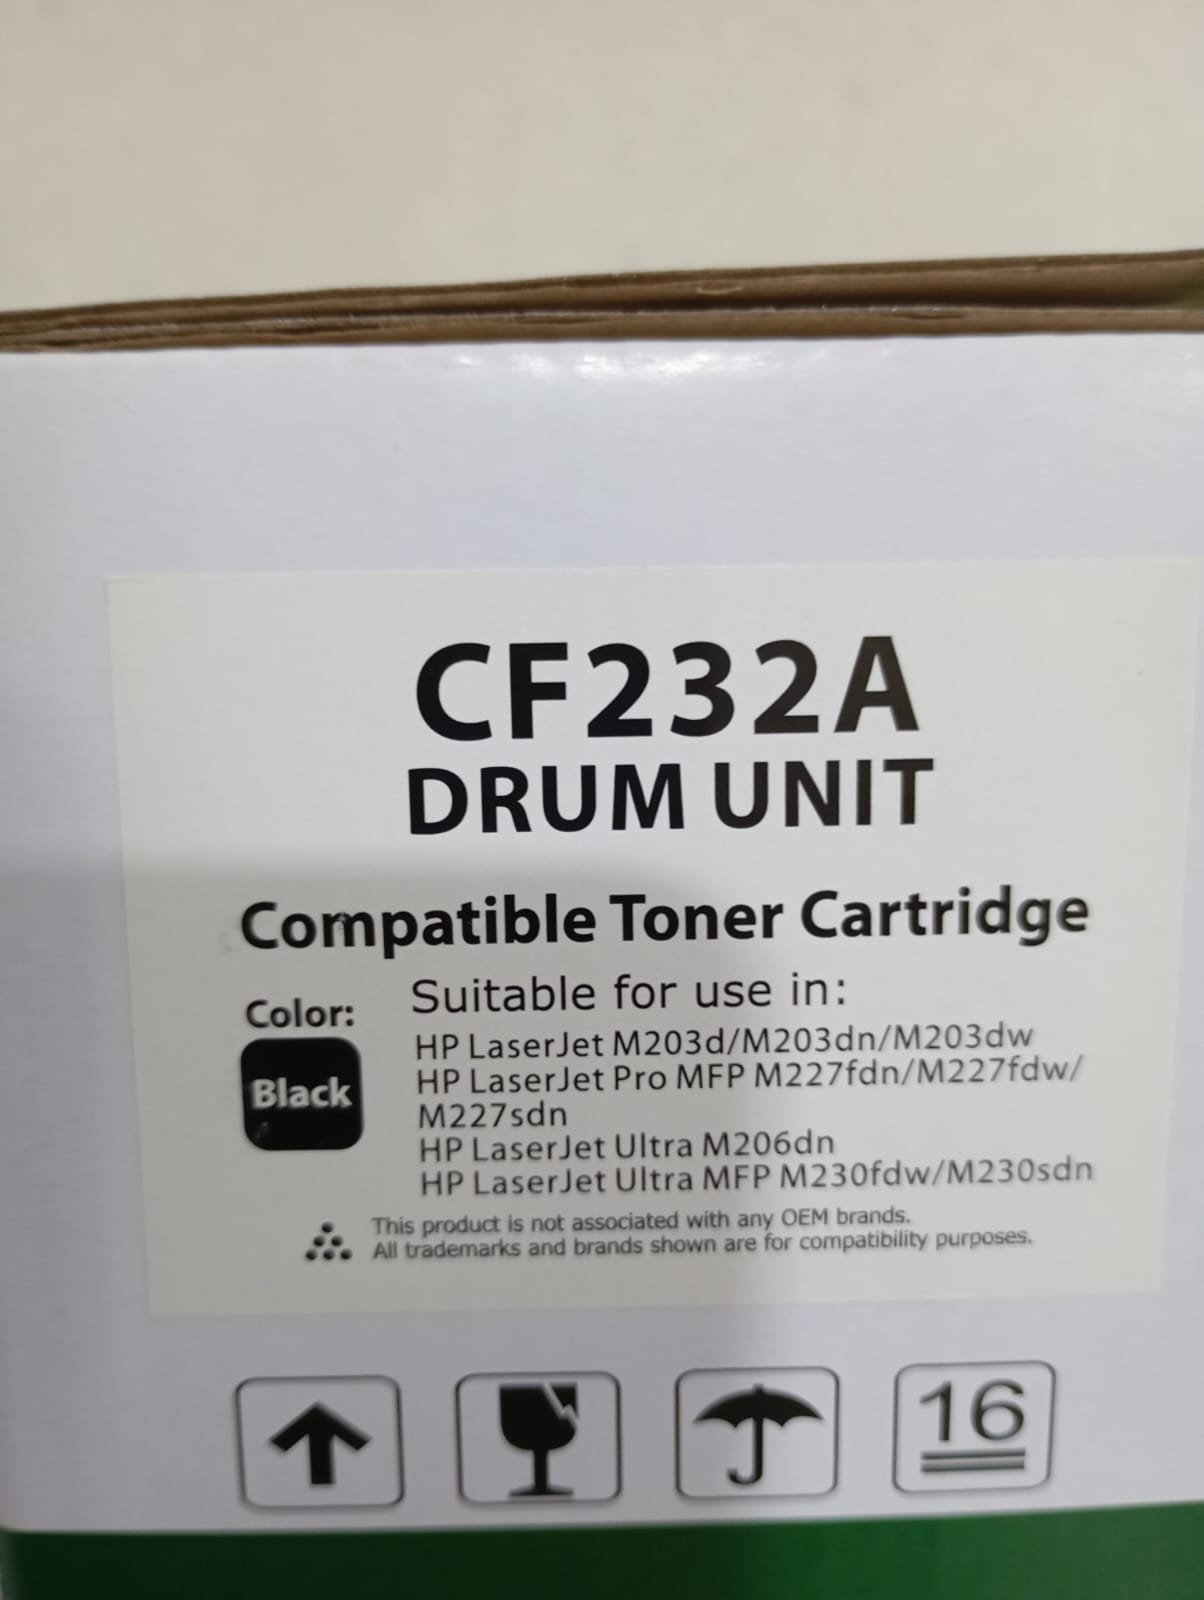 CF232A
DRUM UNIT
Compatible Toner Cartridge
Color:
Black
Suitable for use in:
HP LaserJet M203d/M203dn/M203dw
HP LaserJet Pro MFP M227fdn/M227fdw/
M227sdn
HP LaserJet Ultra M206dn
HP LaserJet Ultra MFP M230fdw/M230sdn
This product is not associated with any OEM brands.
All trademarks and brands shown are for compatibility purposes.
16